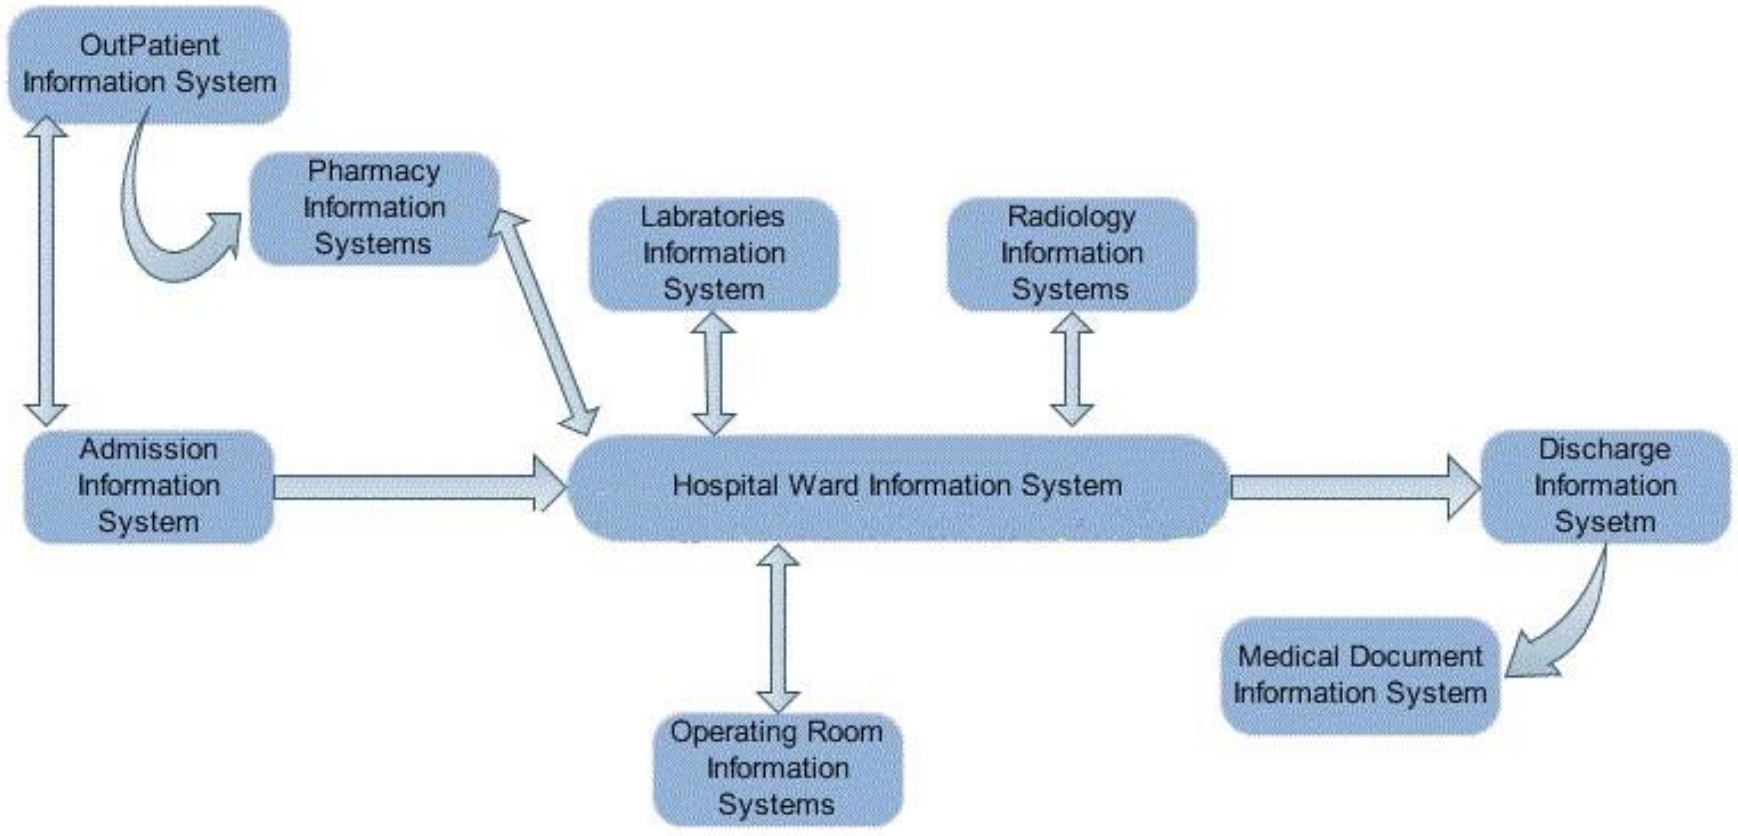 OutPatient
Information System
Pharmacy
Information
Systems
Labratories
Information
System
Radiology
Information
Systems
Admission
Information
System
Hospital Ward Information System
Discharge
Information
Sysetm
Medical Document
Information System
Operating Room
Information
Systems